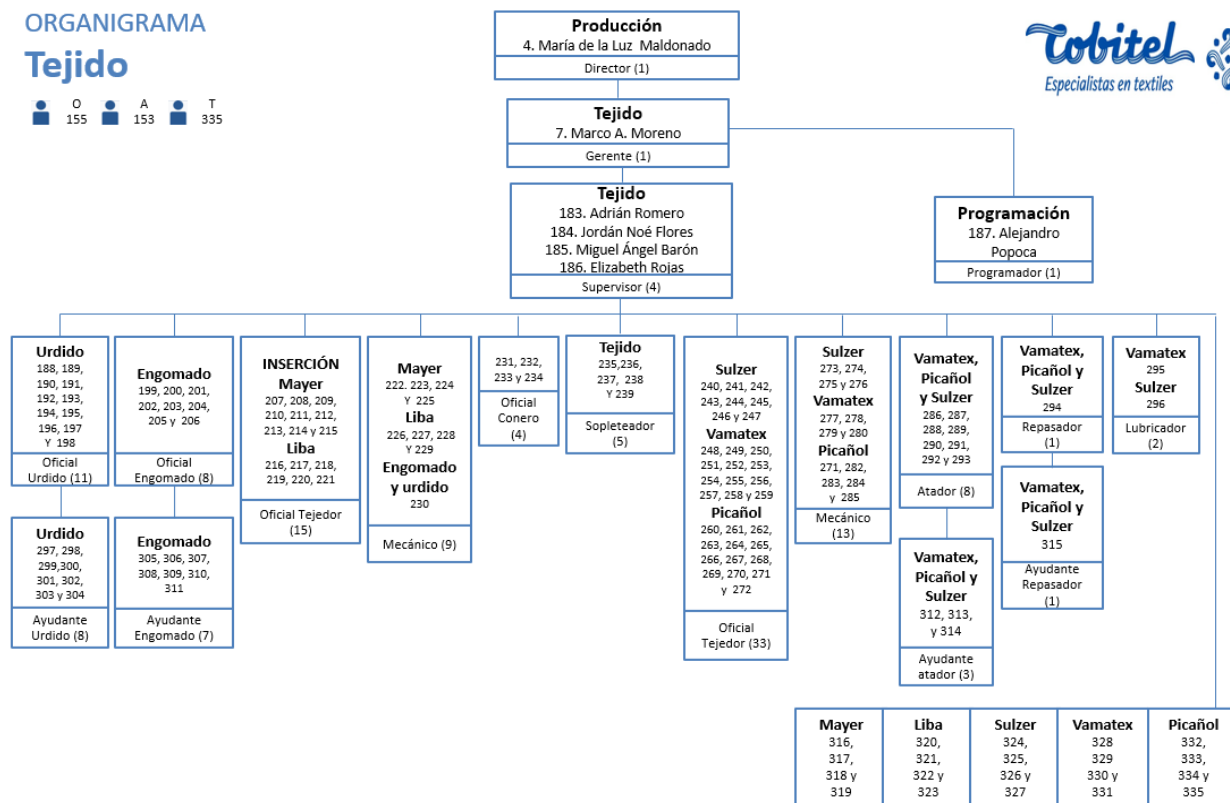 ORGANIGRAMA
Tejido
O
155
A
153
T
335
Tobitel
Especialistas en textiles
Producción
4. María de la Luz Maldonado
Director (1)
Tejido
7. Marco A. Moreno
Gerente (1)
Tejido
183. Adrián Romero
184. Jordán Noé Flores
185. Miguel Ángel Barón
186. Elizabeth Rojas
Supervisor (4)
Programación
187. Alejandro
Popoca
Programador (1)
Urdido
188, 189,
190, 191,
192, 193,
194, 195,
196, 197
Y 198
Oficial
Urdido (11)
Urdido
297, 298,
299,300,
301, 302,
303 y 304
Ayudante
Urdido (8)
Engomado
199, 200, 201,
202, 203, 204,
205 y 206
Oficial
Engomado (8)
Engomado
305, 306, 307,
308, 309, 310,
311
Ayudante
Engomado (7)
INSERCIÓN
Mayer
207, 208, 209,
210, 211, 212,
213, 214 y 215
Liba
216, 217, 218,
219, 220, 221
Oficial Tejedor
(15)
Mayer
222. 223, 224
Y 225
Liba
226, 227, 228
Y 229
Engomado
y urdido
230
Mecánico (9)
231, 232,
233 y 234
Oficial
Conero
(4)
Tejido
235,236,
237, 238
Y 239
Sopleteador
(5)
Sulzer
240, 241, 242,
243, 244, 245,
246 y 247
Vamatex
248, 249, 250,
251, 252, 253,
254, 255, 256,
257, 258 y 259
Picañol
260, 261, 262,
263, 264, 265,
266, 267, 268,
269, 270, 271
y 272
Oficial
Tejedor (33)
Sulzer
273, 274,
275 y 276
Vamatex
277, 278,
279 y 280
Picañol
271, 282,
283, 284
y 285
Mecánico
(13)
Vamatex,
Picañol
y Sulzer
286, 287,
288, 289,
290, 291,
292 y 293
Atador (8)
Vamatex,
Picañol y
Sulzer
312, 313,
y 314
Ayudante
atador (3)
Vamatex,
Picañol y
Sulzer
294
Repasador
(1)
Vamatex,
Picañol y
Sulzer
315
Ayudante
Repasador
(1)
Vamatex
295
Sulzer
296
Lubricador
(2)
Mayer
316,
317,
318 y
319
Liba
320,
321,
322 y
323
Sulzer
324,
325,
326 y
327
Vamatex
328
329
330 y
331
Picañol
332,
333,
334 y
335